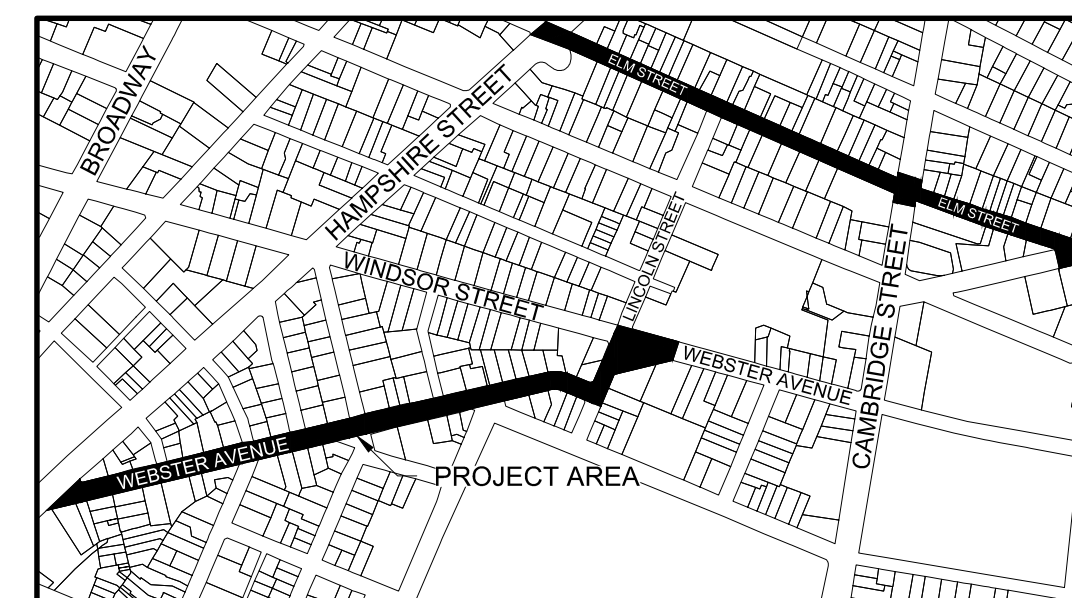 BROADWAY
HAMPSHIRE STREET
ELM STREET
ELM STREET
LINCOLN STREET
WINDSOR STREET
WEBSTER AVENUE
CAMBRIDGE STREET
WEBSTER AVENUE
PROJECT AREA